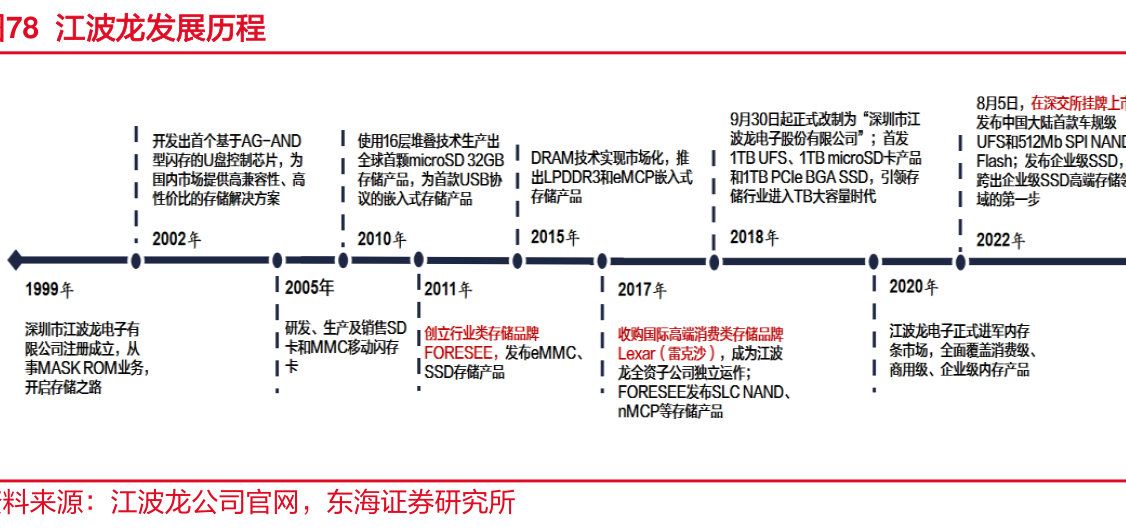 图78 江波龙发展历程
开发出首个基于AG-AND
型闪存的U盘控制芯片，为
国内市场提供高兼容性、高
性价比的存储解决方案
2002年
使用16层堆叠技术生产出
全球首颗microSD 32GB
存储产品，为首款USB协
议的嵌入式存储产品
2010年
DRAM技术实现市场化，推
出LPDDR3和eMCP嵌入式
存储产品
2015年
9月30日起正式改制为“深圳市江
波龙电子股份有限公司”；首发
1TB UFS、1TB microSD卡产品
和1TB PCIe BGA SSD，引领存
储行业进入TB大容量时代
2018年
8月5日，在深交所挂牌上市
发布中国大陆首款车规级
UFS和512Mb SPI NAND
Flash；发布企业级SSD，
跨出企业级SSD高端存储领
域的第一步
2022年
1999年
深圳市江波龙电子有
限公司注册成立，从
事MASK ROM业务，
开启存储之路
2005年
研发、生产及销售SD
卡和MMC移动闪存
卡
2011年
创立行业类存储品牌
FORESEE，发布eMMC、
SSD存储产品
2017年
收购国际高端消费类存储品牌
Lexar（雷克沙），成为江波
龙全资子公司独立运作；
FORESEE发布SLC NAND、
nMCP等存储产品
2020年
江波龙电子正式进军内存
条市场，全面覆盖消费级、
商用级、企业级内存产品
资料来源：江波龙公司官网，东海证券研究所